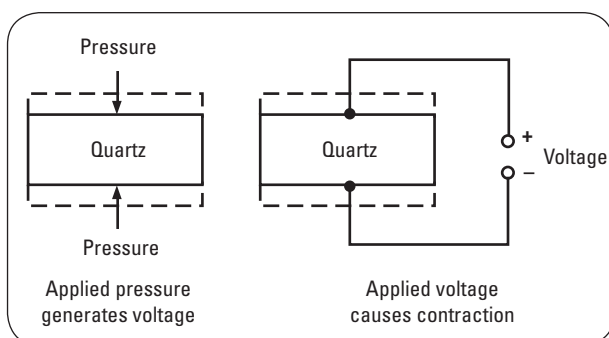 Pressure
Quartz
Pressure
Applied pressure
generates voltage
Quartz
+
Voltage
–
Applied voltage
causes contraction